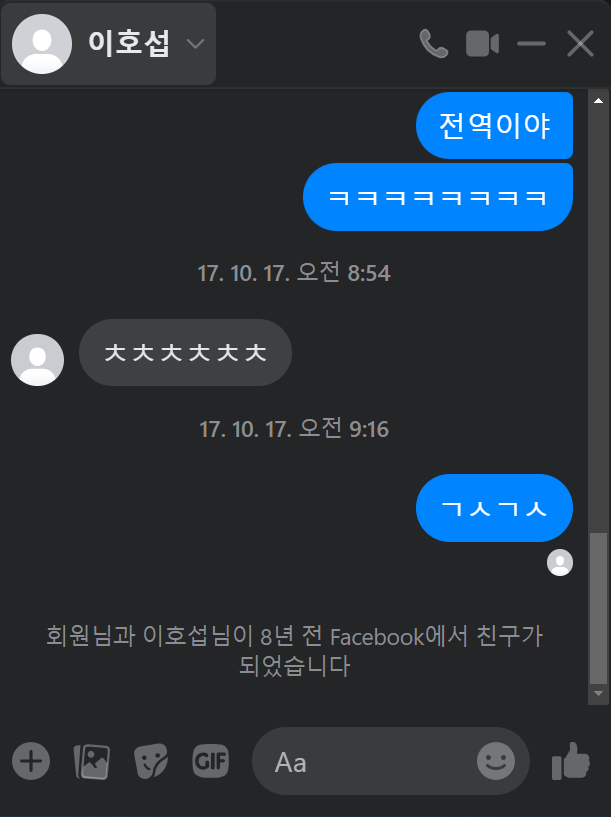 이호섭
전역이야
ㅋㅋㅋㅋㅋㅋㅋㅋ
17. 10. 17. 오전 8:54
ㅊㅊㅊㅊㅊㅊ
17. 10. 17. 오전 9:16
ㄱㅅㄱㅅ
회원님과 이호섭님이 8년 전 Facebook에서 친구가
되었습니다
GIF
Aa